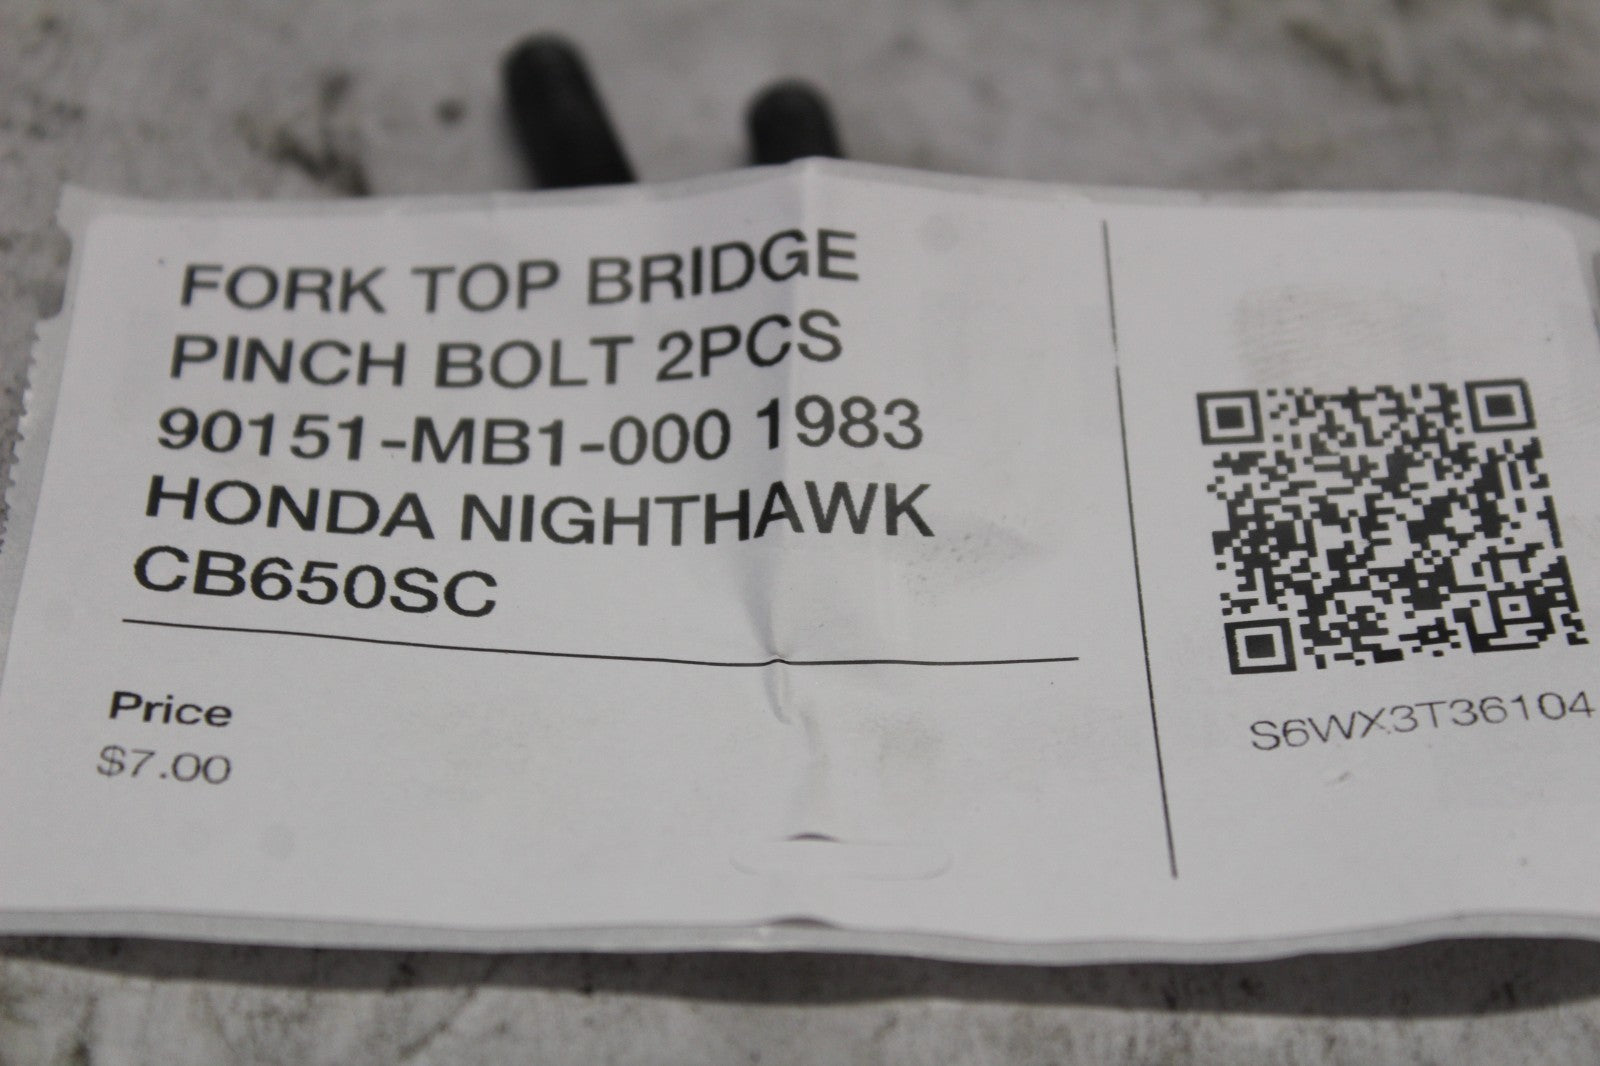 FORK TOP BRIDGE
PINCH BOLT 2PCS
90151-MB1-000 1983
HONDA NIGHTHAWK
CB650SC
Price
$7.00
S6WX3T36104